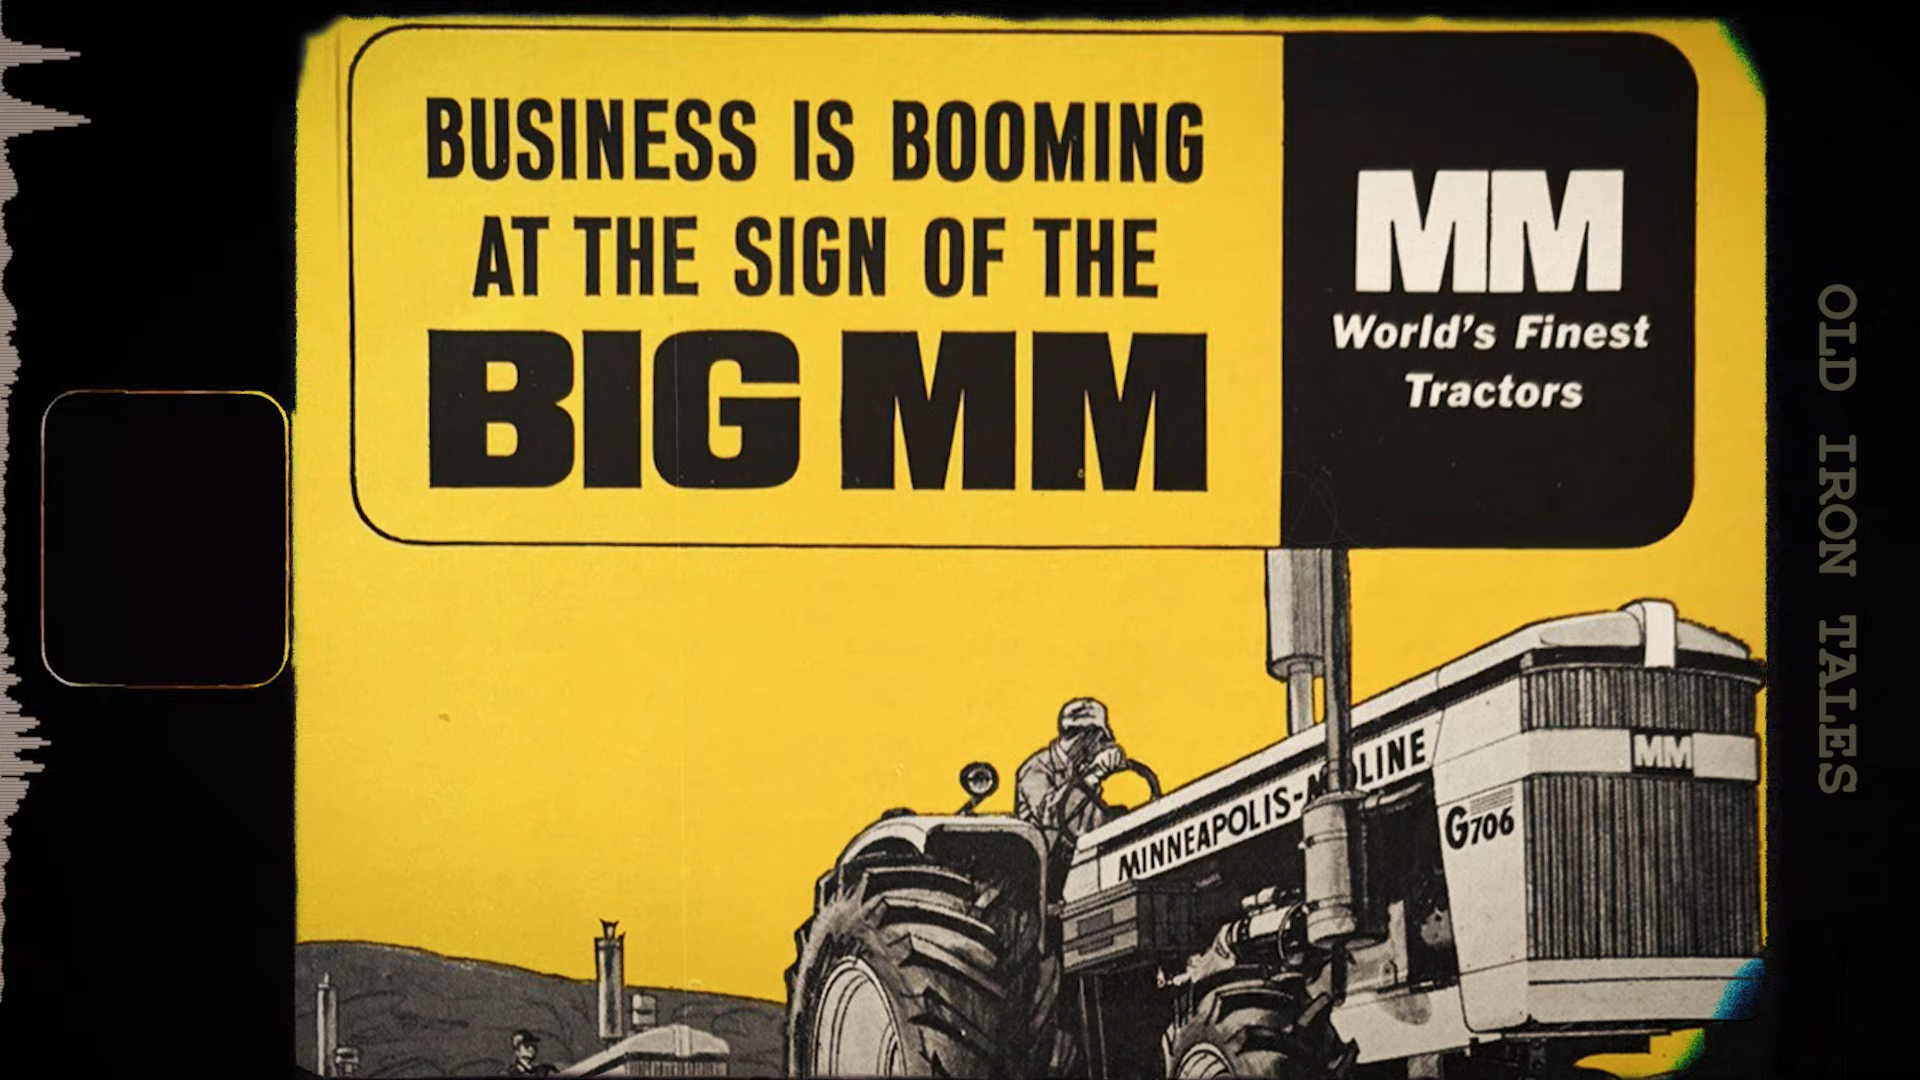 BUSINESS IS BOOMING
AT THE SIGN OF THE
BIG MM
MM
World's Finest
Tractors
MINNEAPOLIS-MOLINE
G706
MM
OLD IRON TALES